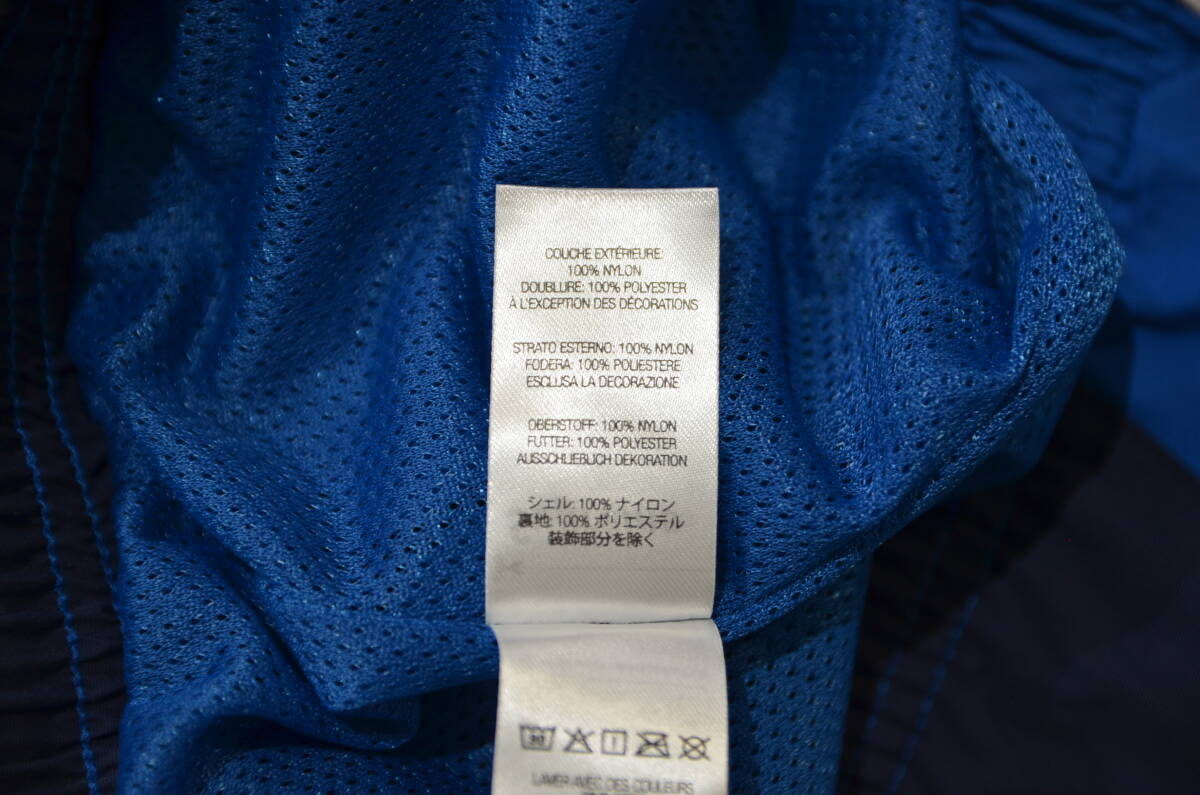 COUCHE EXTÉRIEURE:
100% NYLON
DOUBLURE: 100% POLYESTER
À L'EXCEPTION DES DÉCORATIONS
STRATO ESTERNO: 100% NYLON
FODERA: 100% POLIESTERE
ESCLUSA LA DECORAZIONE
OBERSTOFF: 100% NYLON
FUTTER: 100% POLYESTER
AUSSCHLIEBLICH DEKORATION
シェル: 100% ナイロン
裏地: 100% ポリエステル
装飾部分を除く
30
LAVER AVEC DES COULEURS